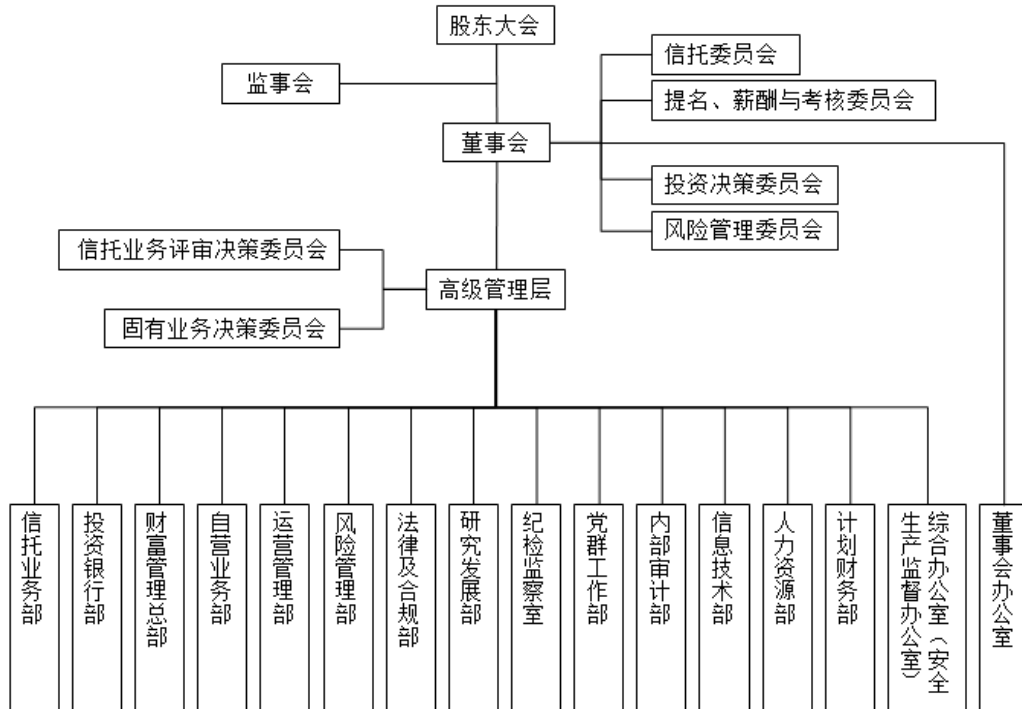 股东大会
监事会
信托委员会
提名、薪酬与考核委员会
董事会
投资决策委员会
风险管理委员会
信托业务评审决策委员会
高级管理层
固有业务决策委员会
信托业务部
投资银行部
财富管理总部
自营业务部
运营管理部
风险管理部
法律及合规部
研究发展部
纪检监察室
党群工作部
内部审计部
信息技术部
人力资源部
计划财务部
综合办公室（安全
生产监督办公室）
董事会办公室